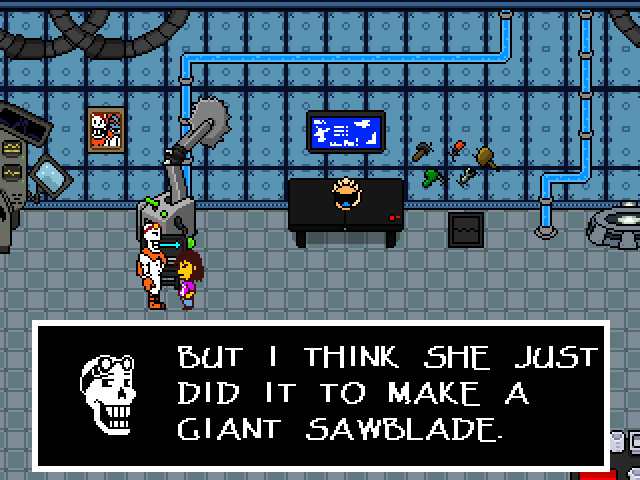 BUT I THINK SHE JUST
DID IT TO MAKE A
GIANT SAWBLADE.